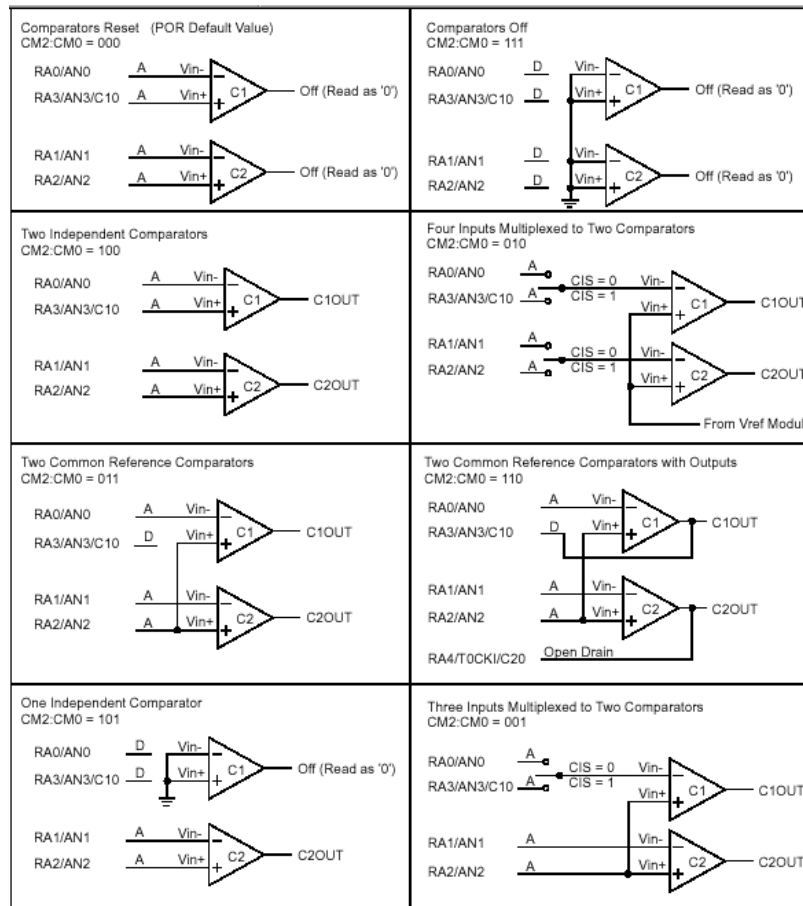 Comparators Reset (POR Default Value)
CM2:CM0 = 000
RA0/AN0 A Vin-
RA3/AN3/C10 A Vin+ C1 Off (Read as '0')
RA1/AN1 A Vin-
RA2/AN2 A Vin+ C2 Off (Read as '0')
Comparators Off
CM2:CM0 = 111
RA0/AN0 D Vin-
RA3/AN3/C10 D Vin+ C1 Off (Read as '0')
RA1/AN1 D Vin-
RA2/AN2 D Vin+ C2 Off (Read as '0')
Two Independent Comparators
CM2:CM0 = 100
RA0/AN0 A Vin-
RA3/AN3/C10 A Vin+ C1 C1OUT
RA1/AN1 A Vin-
RA2/AN2 A Vin+ C2 C2OUT
Four Inputs Multiplexed to Two Comparators
CM2:CM0 = 010
RA0/AN0 A CIS = 0 Vin-
RA3/AN3/C10 A CIS = 1 Vin+ C1 C1OUT
RA1/AN1 A CIS = 0 Vin-
RA2/AN2 A CIS = 1 Vin+ C2 C2OUT
From Vref Modul
Two Common Reference Comparators
CM2:CM0 = 011
RA0/AN0 A Vin-
RA3/AN3/C10 D Vin+ C1 C1OUT
RA1/AN1 A Vin-
RA2/AN2 A Vin+ C2 C2OUT
Two Common Reference Comparators with Outputs
CM2:CM0 = 110
RA0/AN0 A Vin-
RA3/AN3/C10 D Vin+ C1 C1OUT
RA1/AN1 A Vin-
RA2/AN2 A Vin+ C2 C2OUT
RA4/T0CKI/C20 Open Drain
One Independent Comparator
CM2:CM0 = 101
RA0/AN0 D Vin-
RA3/AN3/C10 D Vin+ C1 Off (Read as '0')
RA1/AN1 A Vin-
RA2/AN2 A Vin+ C2 C2OUT
Three Inputs Multiplexed to Two Comparators
CM2:CM0 = 001
RA0/AN0 A CIS = 0 Vin-
RA3/AN3/C10 A CIS = 1 Vin+ C1 C1OUT
RA1/AN1 A Vin-
RA2/AN2 A Vin+ C2 C2OUT